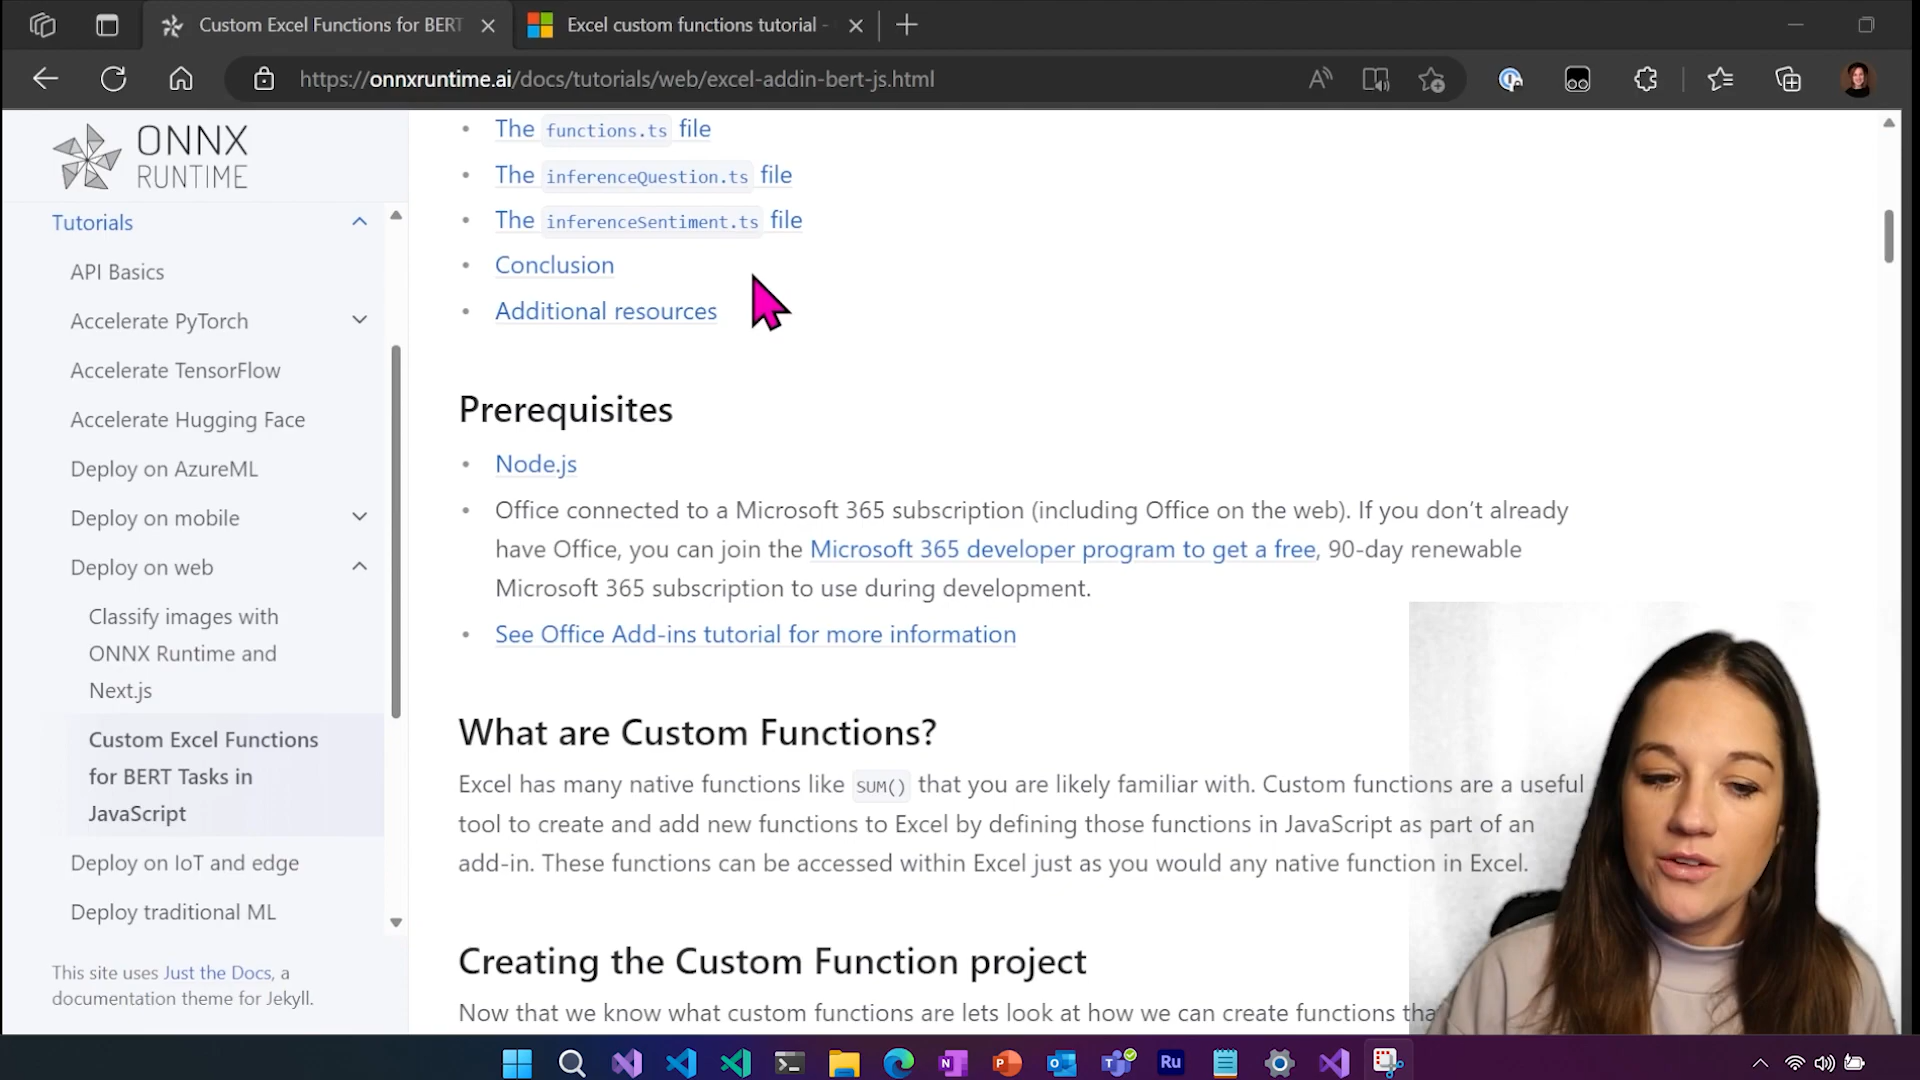 Custom Excel Functions for BERT
Excel custom functions tutorial -
https://onnxruntime.ai/docs/tutorials/web/excel-addin-bert-js.html
ONNX
RUNTIME
Tutorials
API Basics
Accelerate PyTorch
Accelerate TensorFlow
Accelerate Hugging Face
Deploy on AzureML
Deploy on mobile
Deploy on web
Classify images with
ONNX Runtime and
Next.js
Custom Excel Functions
for BERT Tasks in
JavaScript
Deploy on IoT and edge
Deploy traditional ML
This site uses Just the Docs, a
documentation theme for Jekyll.
The functions.ts file
The inferenceQuestion.ts file
The inferenceSentiment.ts file
Conclusion
Additional resources
Prerequisites
Node.js
Office connected to a Microsoft 365 subscription (including Office on the web). If you don’t already
have Office, you can join the Microsoft 365 developer program to get a free, 90-day renewable
Microsoft 365 subscription to use during development.
See Office Add-ins tutorial for more information
What are Custom Functions?
Excel has many native functions like SUM() that you are likely familiar with. Custom functions are a useful
tool to create and add new functions to Excel by defining those functions in JavaScript as part of an
add-in. These functions can be accessed within Excel just as you would any native function in Excel.
Creating the Custom Function project
Now that we know what custom functions are lets look at how we can create functions
Ru